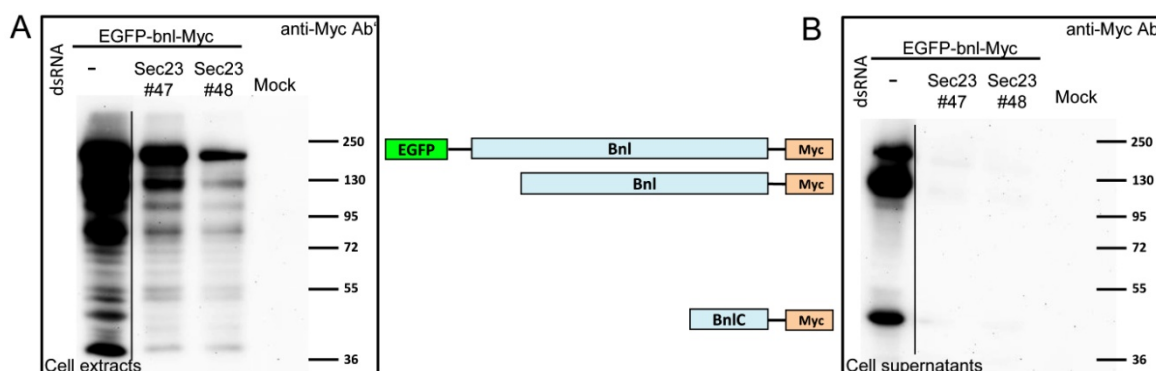 A
anti-Myc Ab'
EGFP-bnl-Myc
dsRNA
-
Sec23
#47
Sec23
#48
Mock
250
130
95
72
55
36
Cell extracts
EGFP
Bnl
Myc
Bnl
Myc
BnlC
Myc
B
anti-Myc Ab
EGFP-bnl-Myc
dsRNA
-
Sec23
#47
Sec23
#48
Mock
250
130
95
72
55
36
Cell supernatants